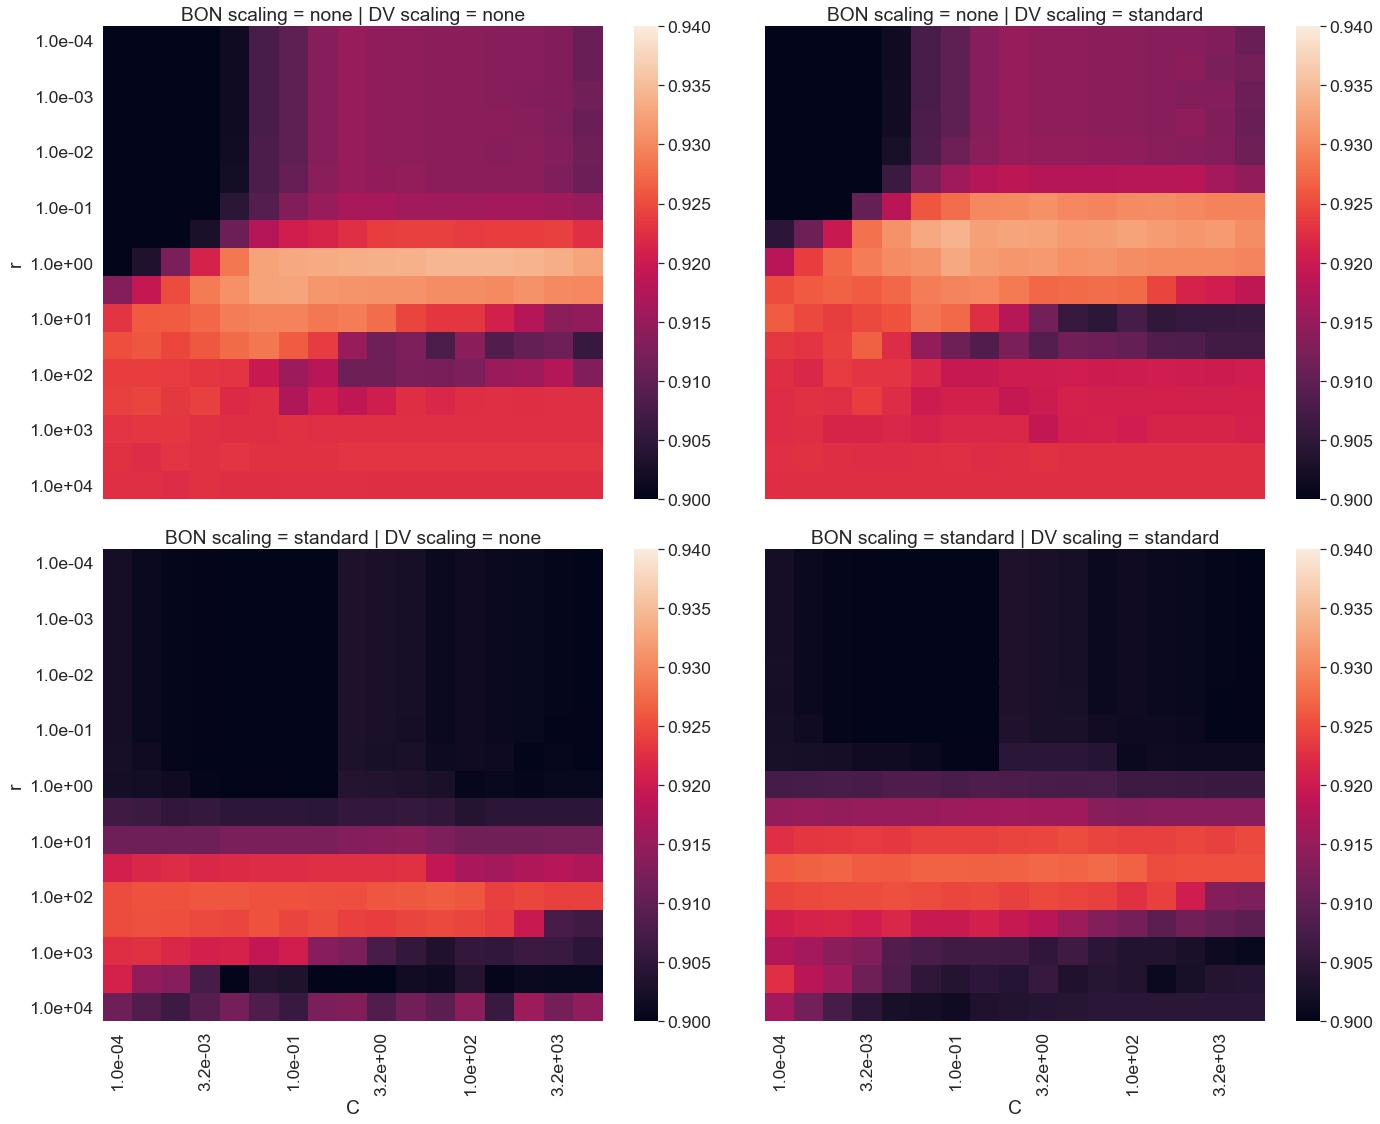 BON scaling = none | DV scaling = none
BON scaling = none | DV scaling = standard
r
1.0e-04
1.0e-03
1.0e-02
1.0e-01
1.0e+00
1.0e+01
1.0e+02
1.0e+03
1.0e+04
0.940
0.935
0.930
0.925
0.920
0.915
0.910
0.905
0.900
0.940
0.935
0.930
0.925
0.920
0.915
0.910
0.905
0.900
BON scaling = standard | DV scaling = none
BON scaling = standard | DV scaling = standard
r
1.0e-04
1.0e-03
1.0e-02
1.0e-01
1.0e+00
1.0e+01
1.0e+02
1.0e+03
1.0e+04
0.940
0.935
0.930
0.925
0.920
0.915
0.910
0.905
0.900
0.940
0.935
0.930
0.925
0.920
0.915
0.910
0.905
0.900
1.0e-04
3.2e-03
1.0e-01
3.2e+00
1.0e+02
3.2e+03
C
1.0e-04
3.2e-03
1.0e-01
3.2e+00
1.0e+02
3.2e+03
C